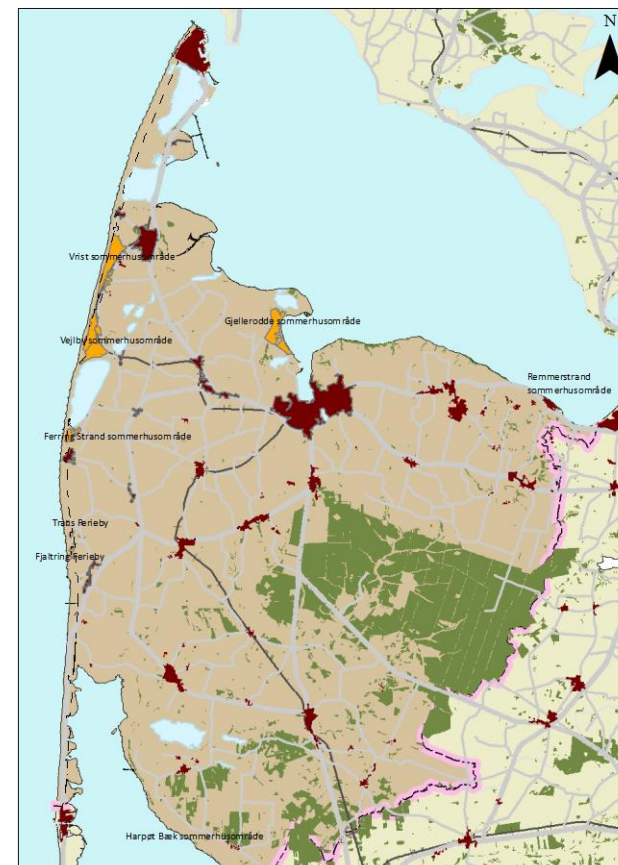 N
Vrist sommerhusområde
Gjellerodde sommerhusområde
Vejlby sommerhusområde
Remmerstrand
sommerhusområde
Ferring Strand sommerhusområde
Trans Ferieby
Fjaltring Ferieby
Harpøt Bæk sommerhusområde